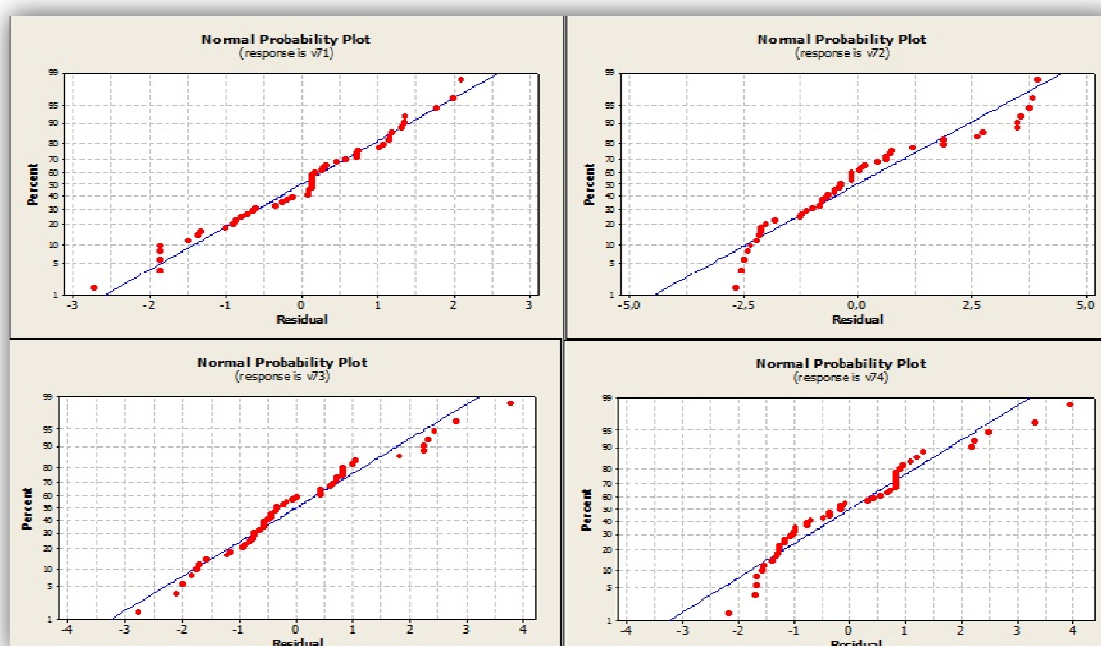 Normal Probability Plot
(response is v71)
99
95
90
80
70
60
50
40
30
20
10
5
1
Percent
-3 -2 -1 0 1 2 3
Residual
Normal Probability Plot
(response is v72)
99
95
90
80
70
60
50
40
30
20
10
5
1
Percent
-5,0 -2,5 0,0 2,5 5,0
Residual
Normal Probability Plot
(response is v73)
99
95
90
80
70
60
50
40
30
20
10
5
1
Percent
-4 -3 -2 -1 0 1 2 3 4
Residual
Normal Probability Plot
(response is v74)
99
95
90
80
70
60
50
40
30
20
10
5
1
Percent
-4 -3 -2 -1 0 1 2 3 4
Residual